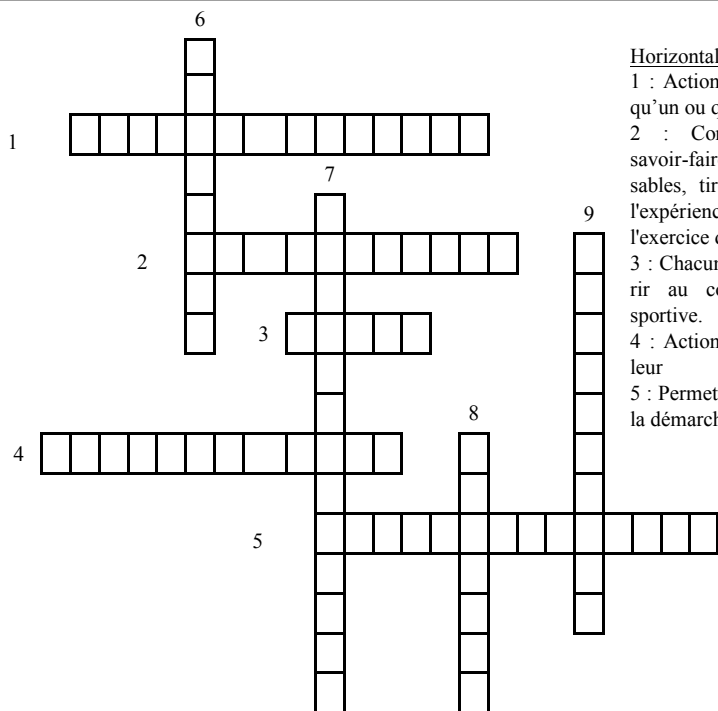 6
1
7
9
2
3
8
4
5
Horizontal
1 : Action
qu’un ou q
2 : Con
savoir-fair
sables, tir
l'expérienc
l'exercice d
3 : Chacun
rir au co
sportive.
4 : Action
leur
5 : Permet
la démarch